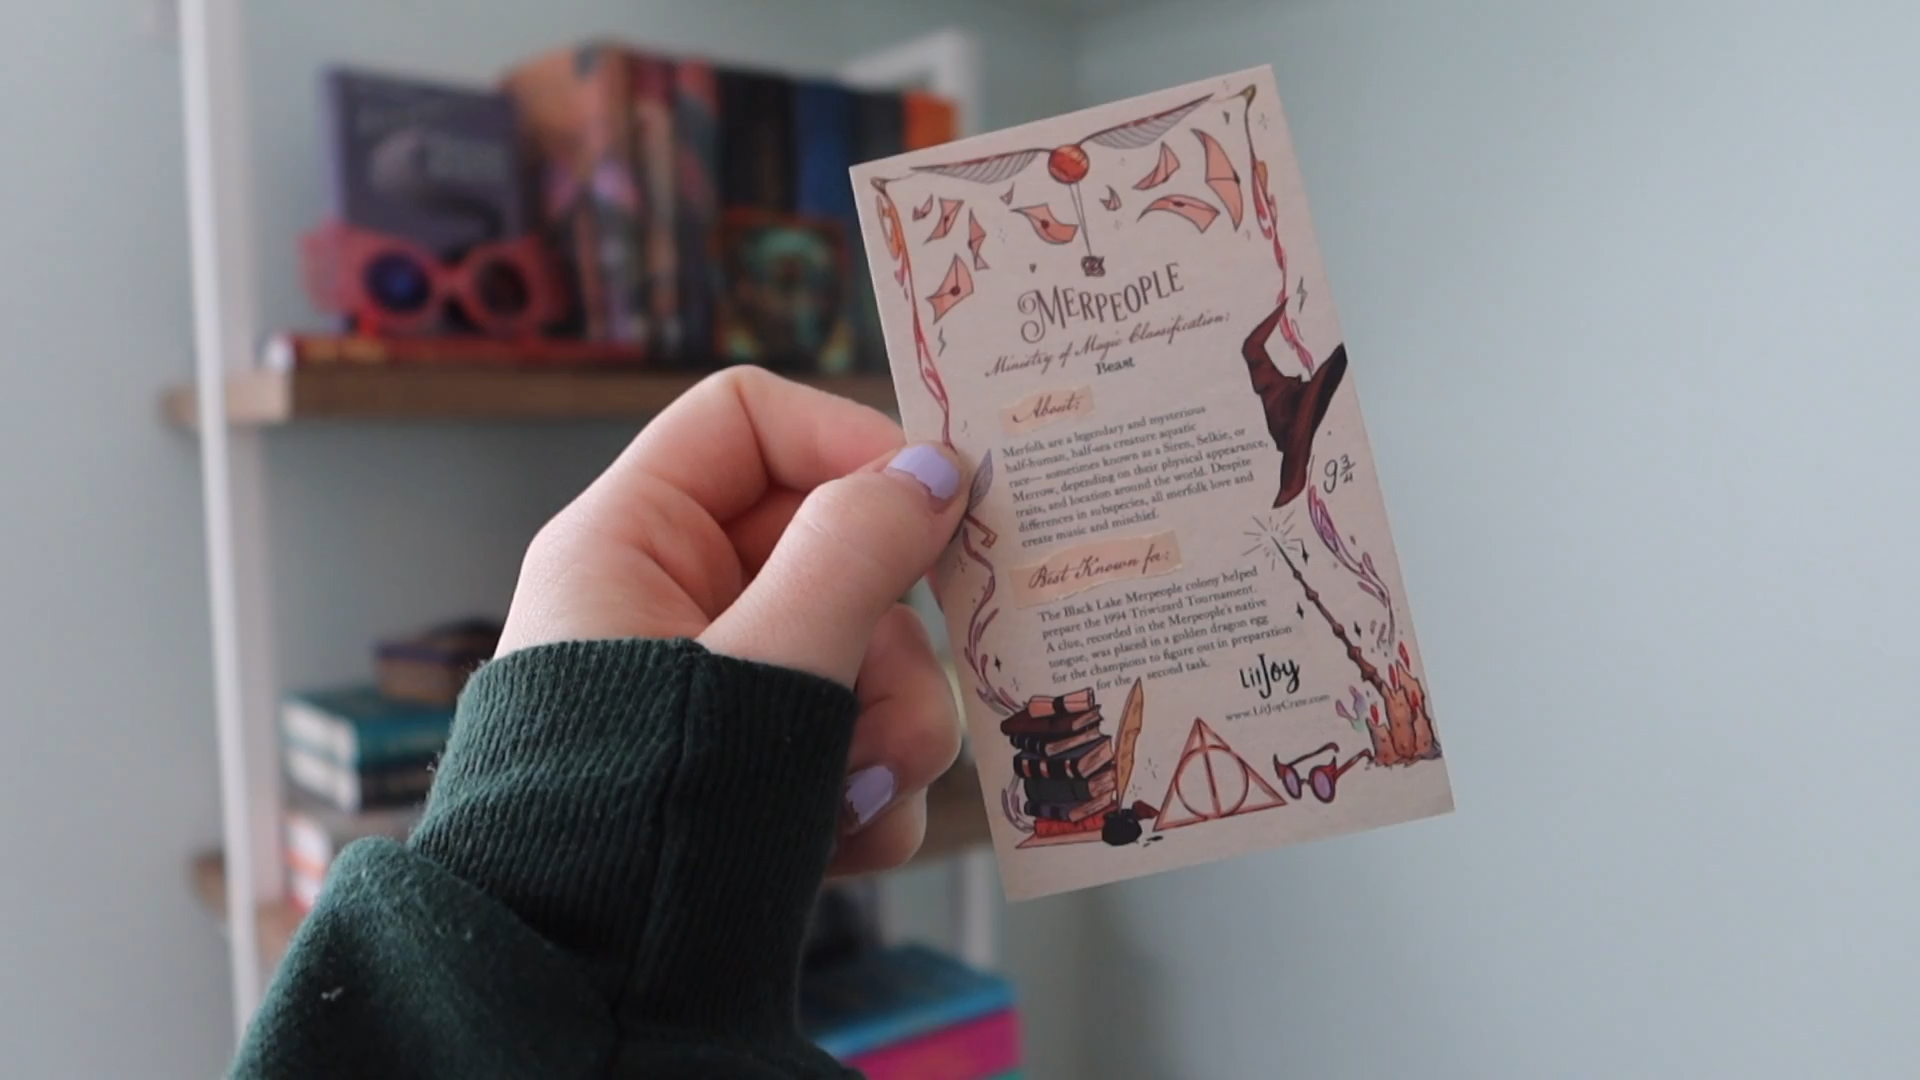 MERPEOPLE
Ministry of Magic Classification:
Beast
About:
Merfolk are a legendary and mysterious
half-human, half-sea creature aquatic
race— sometimes known as a Siren, Selkie, or
Merrow, depending on their physical appearance,
traits, and location around the world. Despite
differences in subspecies, all merfolk love and
create music and mischief.
9 3/4
Best Known for:
The Black Lake Merpeople colony helped
prepare the 1994 Triwizard Tournament.
A clue, recorded in the Merpeople's native
tongue, was placed in a golden dragon egg
for the champions to figure out in preparation
for the second task.
LitJoy
www.LitJoyCrate.com